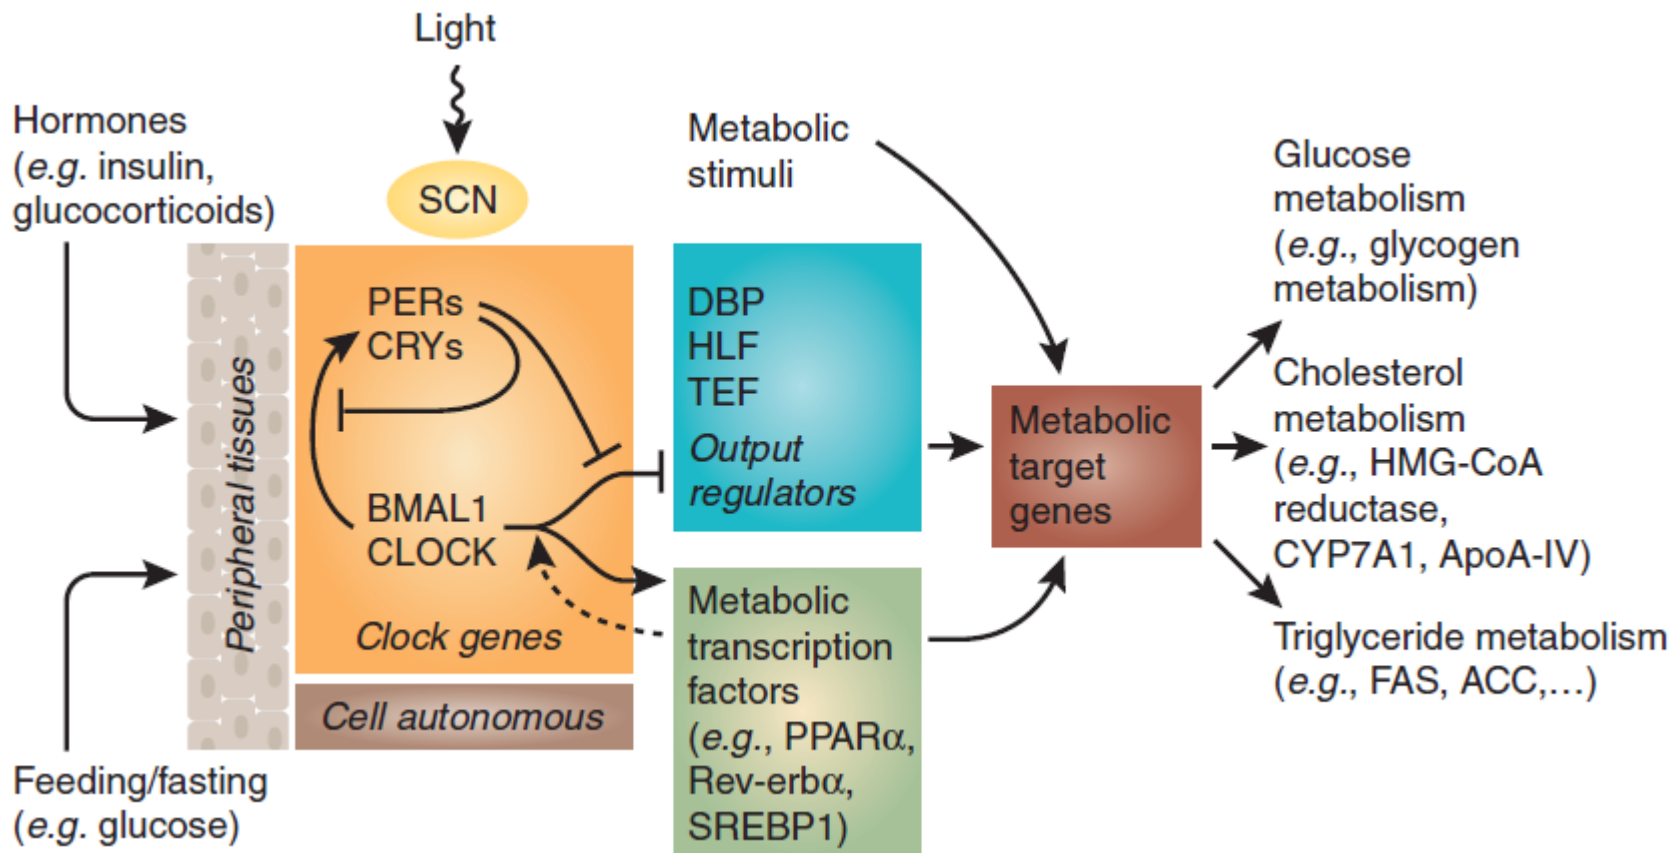 Light
Hormones
(e.g. insulin,
glucocorticoids)
SCN
Metabolic
stimuli
Peripheral tissues
PERs
CRYs
BMAL1
CLOCK
Clock genes
Cell autonomous
Feeding/fasting
(e.g. glucose)
DBP
HLF
TEF
Output
regulators
Metabolic
transcription
factors
(e.g., PPARα,
Rev-erbα,
SREBP1)
Metabolic
target
genes
Glucose
metabolism
(e.g., glycogen
metabolism)
Cholesterol
metabolism
(e.g., HMG-CoA
reductase,
CYP7A1, ApoA-IV)
Triglyceride metabolism
(e.g., FAS, ACC,...)